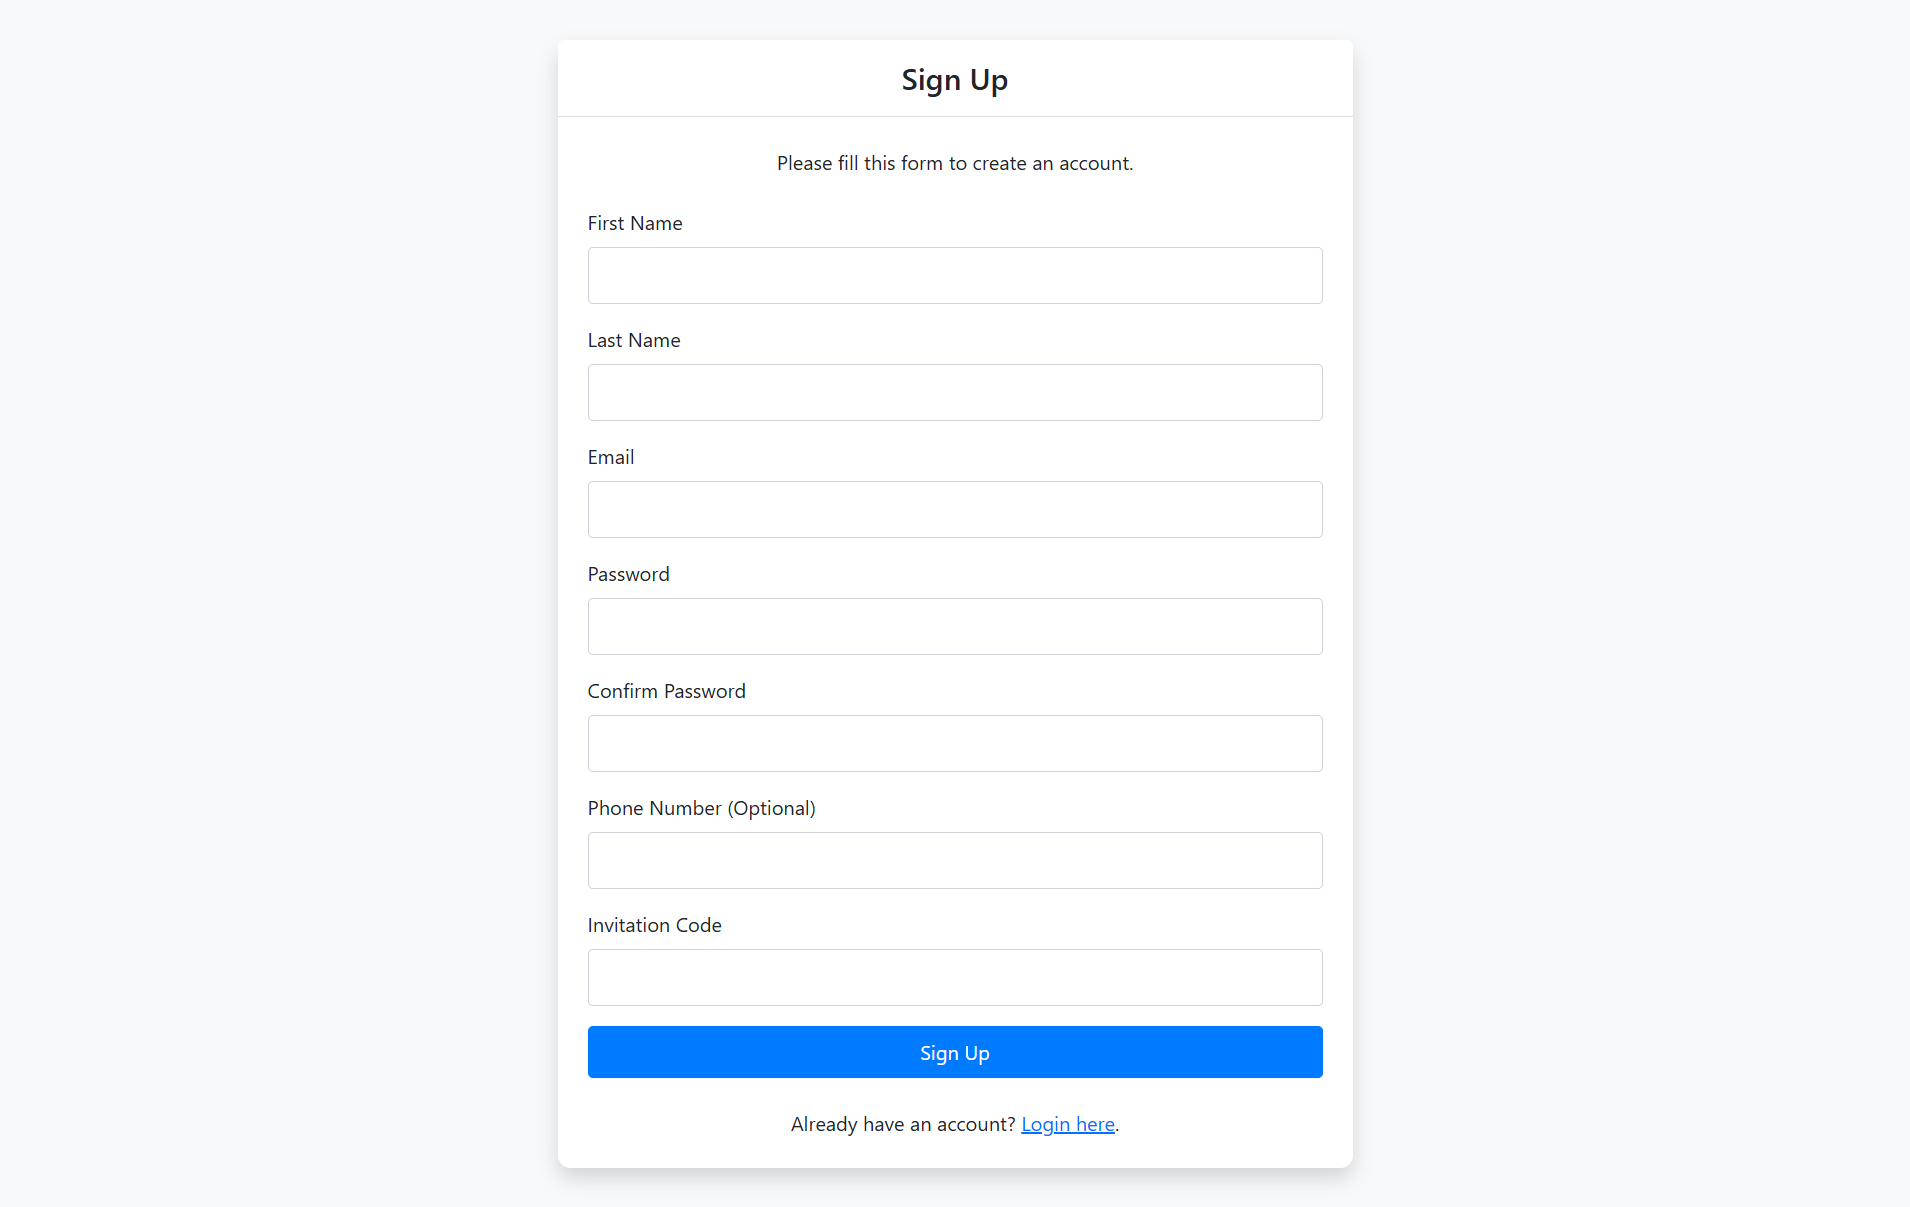 Sign Up
Please fill this form to create an account.
First Name
Last Name
Email
Password
Confirm Password
Phone Number (Optional)
Invitation Code
Sign Up
Already have an account? Login here.